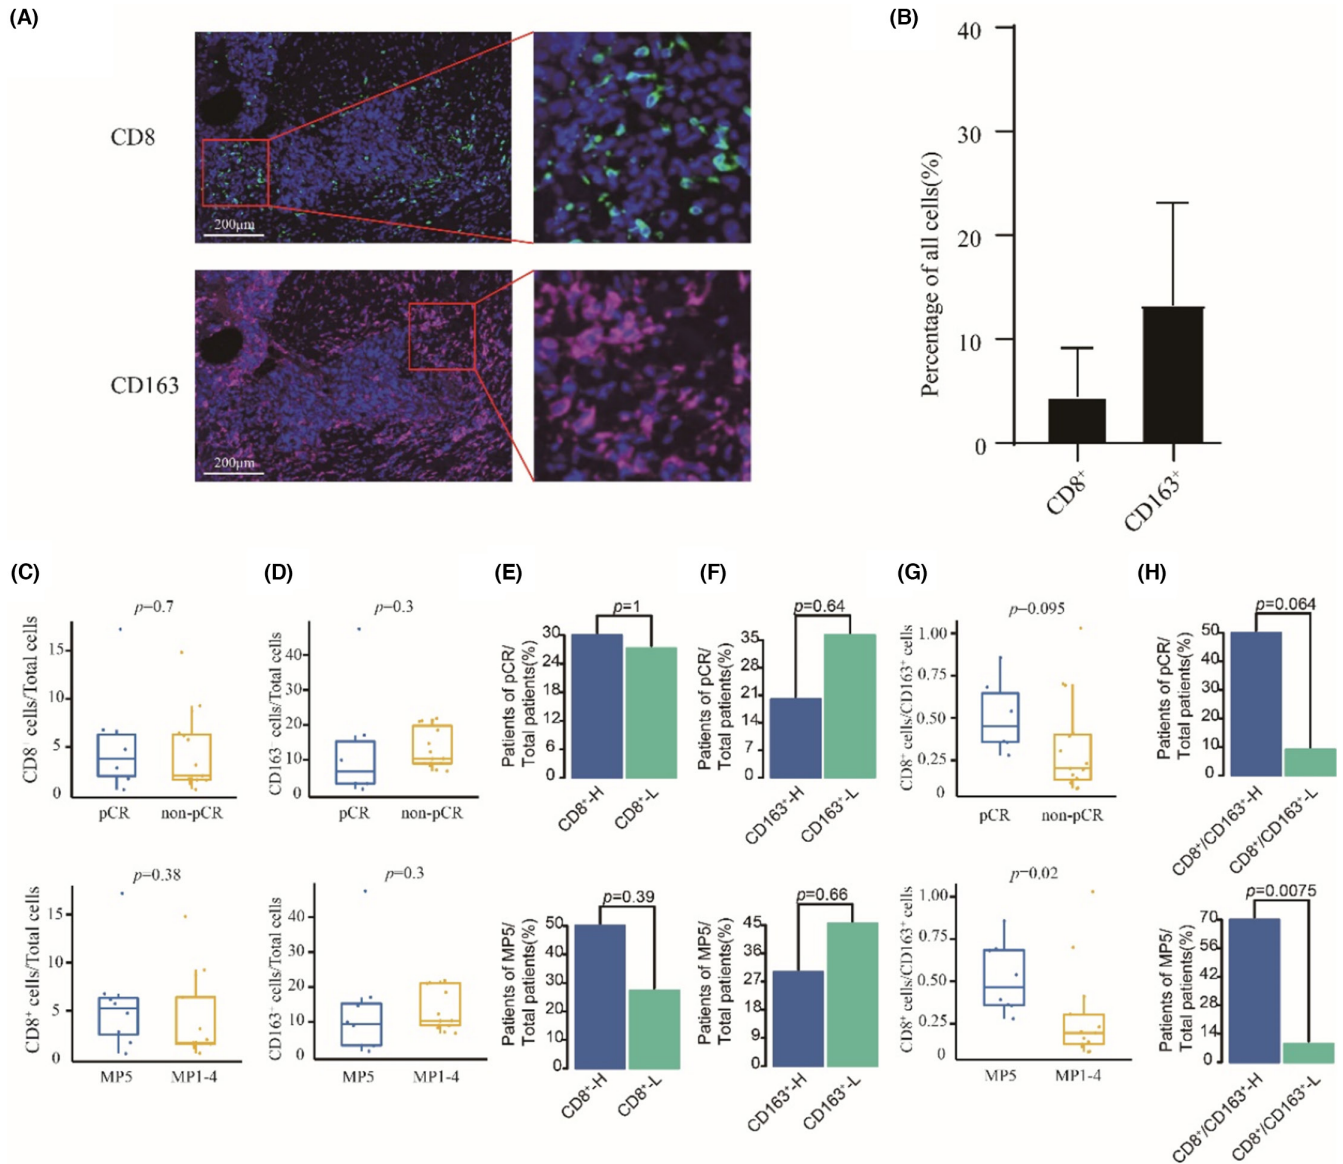 (A)
CD8
200μm
CD163
200μm
(B)
Percentage of all cells(%)
40
30
20
10
0
CD8⁺
CD163⁺
(C)
p=0.7
CD8⁺ cells/Total cells
15
10
5
0
pCR non-pCR
p=0.38
CD8⁺ cells/Total cells
15
10
5
0
MP5 MP1-4
(D)
p=0.3
CD163⁺ cells/Total cells
40
30
20
10
0
pCR non-pCR
p=0.3
CD163⁺ cells/Total cells
40
30
20
10
0
MP5 MP1-4
(E)
p=1
Patients of pCR/
Total patients(%)
30
24
18
12
6
0
CD8⁺-H
CD8⁺-L
p=0.39
Patients of MP5/
Total patients(%)
50
40
30
20
10
0
CD8⁺-H
CD8⁺-L
(F)
p=0.64
Patients of pCR/
Total patients(%)
35
28
21
14
7
0
CD163⁺-H
CD163⁺-L
p=0.66
Patients of MP5/
Total patients(%)
45
36
27
18
9
0
CD163⁺-H
CD163⁺-L
(G)
p=0.095
CD8⁺ cells/CD163⁺ cells
1.00
0.75
0.50
0.25
0
pCR non-pCR
p=0.02
CD8⁺ cells/CD163⁺ cells
1.00
0.75
0.50
0.25
0
MP5 MP1-4
(H)
p=0.064
Patients of pCR/
Total patients(%)
50
40
30
20
10
0
CD8⁺/CD163⁺-H
CD8⁺/CD163⁺-L
p=0.0075
Patients of MP5/
Total patients(%)
70
56
42
28
14
0
CD8⁺/CD163⁺-H
CD8⁺/CD163⁺-L